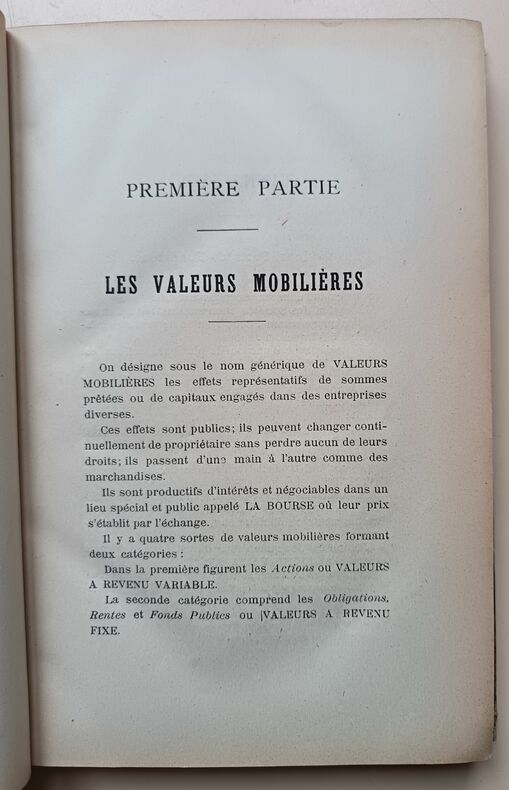 PREMIÈRE PARTIE
LES VALEURS MOBILIÈRES
On désigne sous le nom générique de VALEURS
MOBILIÈRES les effets représentatifs de sommes
prêtées ou de capitaux engagés dans des entreprises
diverses.
Ces effets sont publics; ils peuvent changer conti-
nuellement de propriétaire sans perdre aucun de leurs
droits; ils passent d'une main à l'autre comme des
marchandises.
Ils sont productifs d'intérêts et négociables dans un
lieu spécial et public appelé LA BOURSE où leur prix
s'établit par l'échange.
Il y a quatre sortes de valeurs mobilières formant
deux catégories :
Dans la première figurent les Actions ou VALEURS
A REVENU VARIABLE.
La seconde catégorie comprend les Obligations,
Rentes et Fonds Publics ou |VALEURS A REVENU
FIXE.